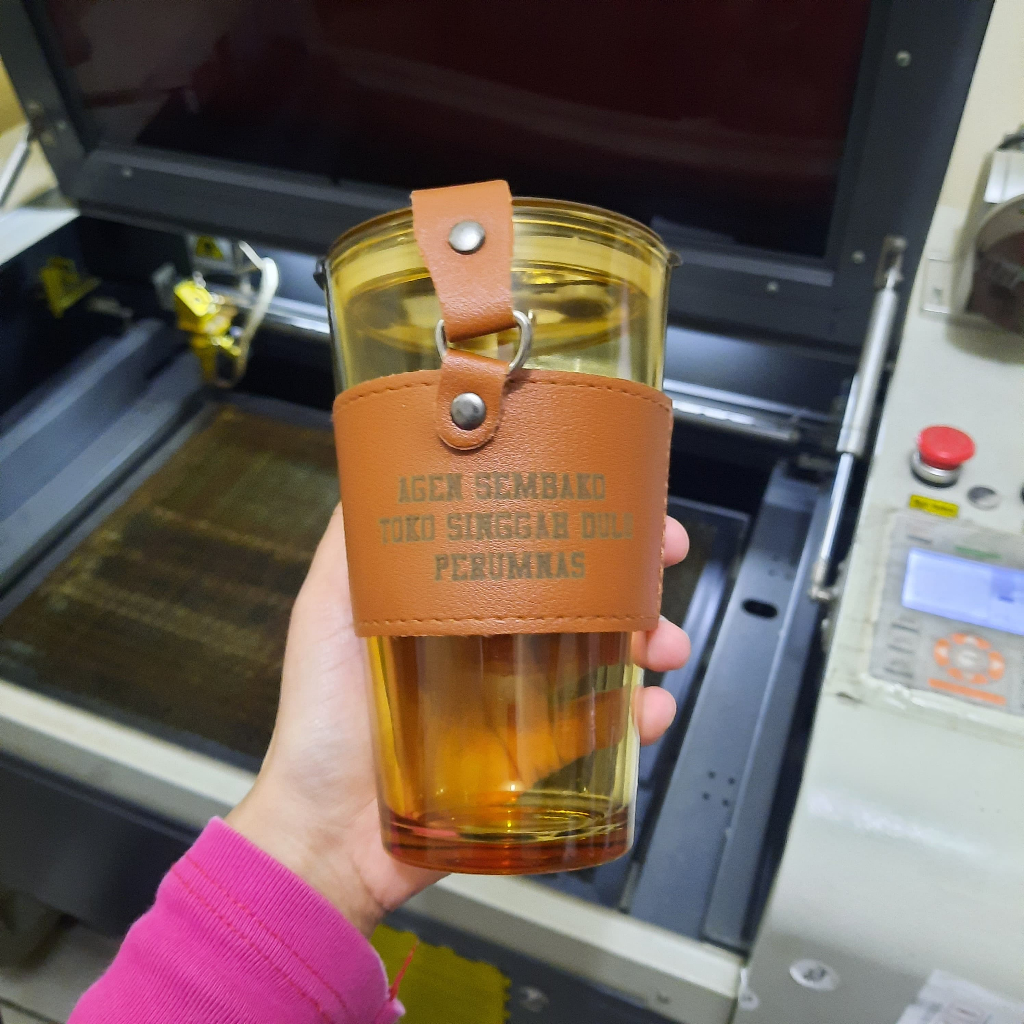 AGEN SEMBAKO
TOKO SINGGAH DULU
PERUMNAS